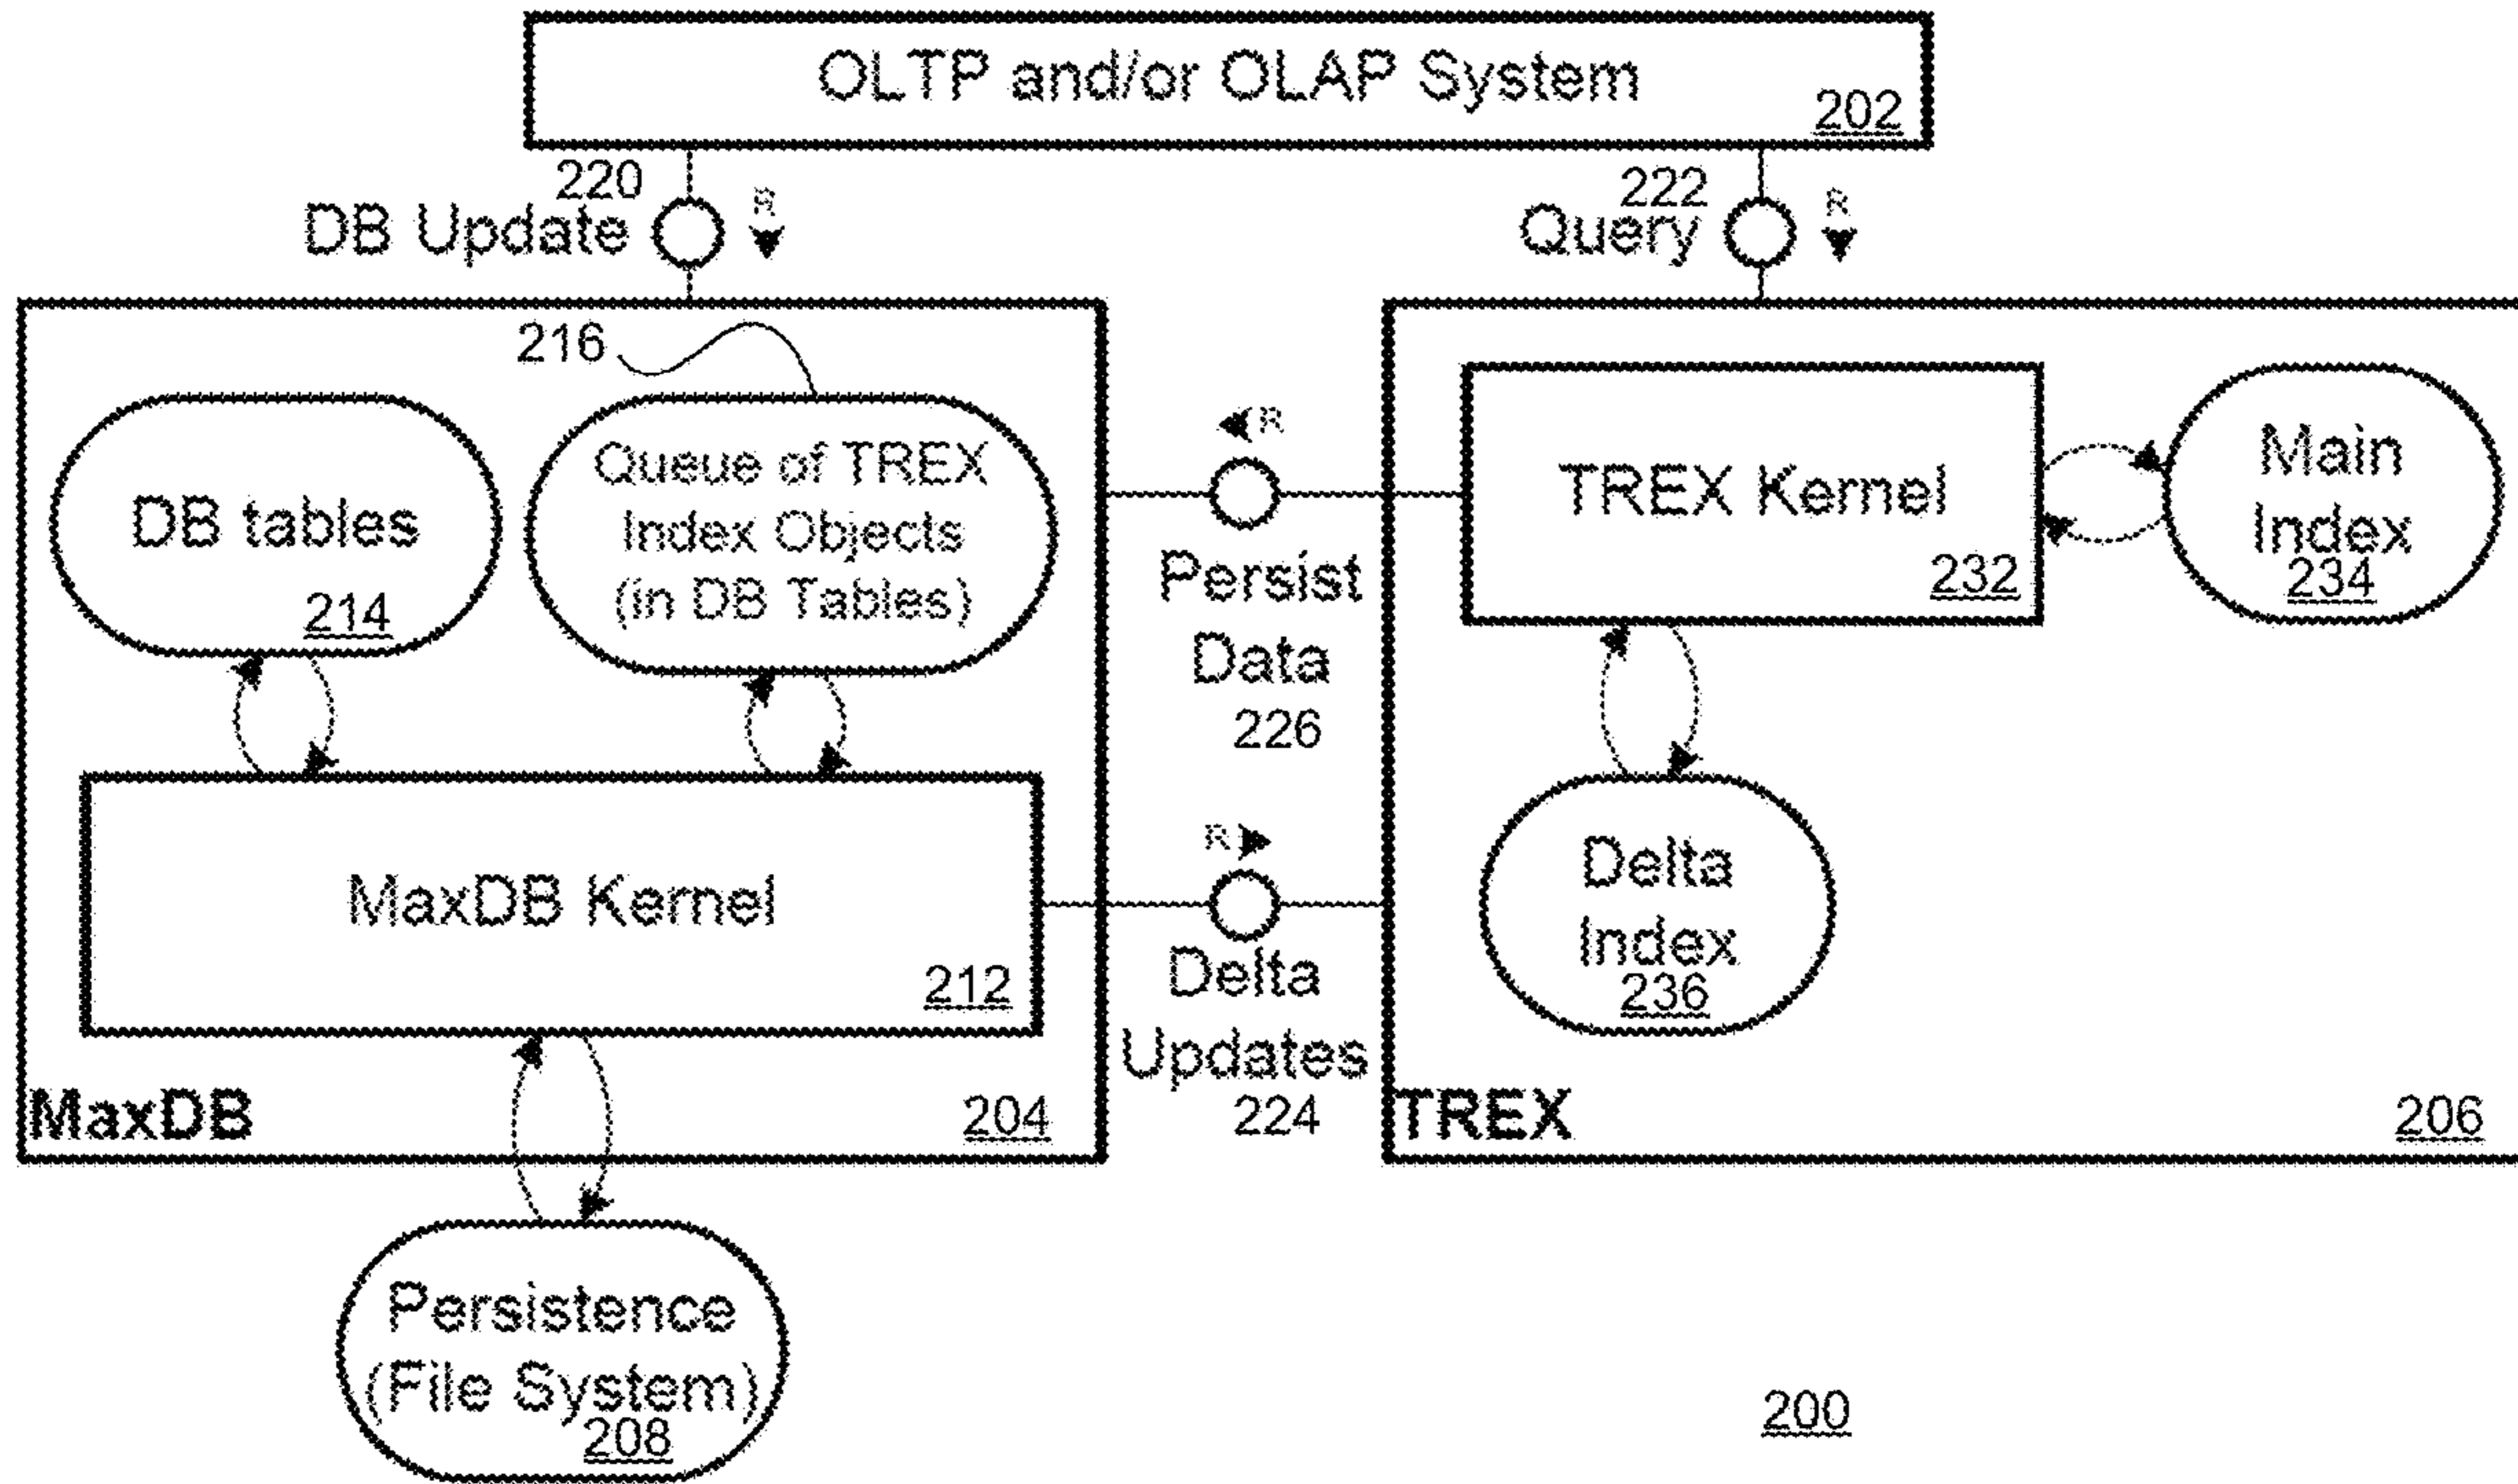 OLTP and/or OLAP System
202
220
DB Update
R
222
Query
R
216
DB tables
214
Queue of TREX
Index Objects
(in DB Tables)
R
Persist
Data
226
TREX Kernel
232
Main
Index
234
MaxDB Kernel
212
R
Delta
Updates
224
Delta
Index
236
MaxDB
204
TREX
206
Persistence
(File System)
208
200